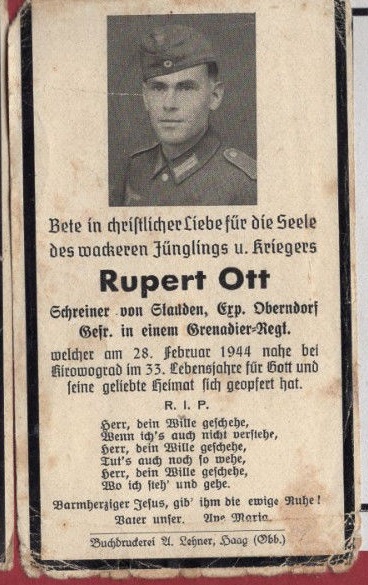 Bete in christlicher Liebe für die Seele
des wackeren Jünglings u. Kriegers
Rupert Ott
Schreiner von Stauden, Exp. Oberndorf
Gefr. in einem Grenadier-Regt.
welcher am 28. Februar 1944 nahe bei
Kirowograd im 33. Lebensjahre für Gott und
seine geliebte Heimat sich geopfert hat.
R. I. P.
Herr, dein Wille geschehe,
Wenn ich's auch nicht verstehe,
Herr, dein Wille geschehe,
Tut's auch noch so wehe,
Herr, dein Wille geschehe,
Wo ich steh' und gehe.
Barmherziger Jesus, gib' ihm die ewige Ruhe!
Vater unser. Ave Maria.
Buchdruckerei A. Lehner, Haag (Obb.)